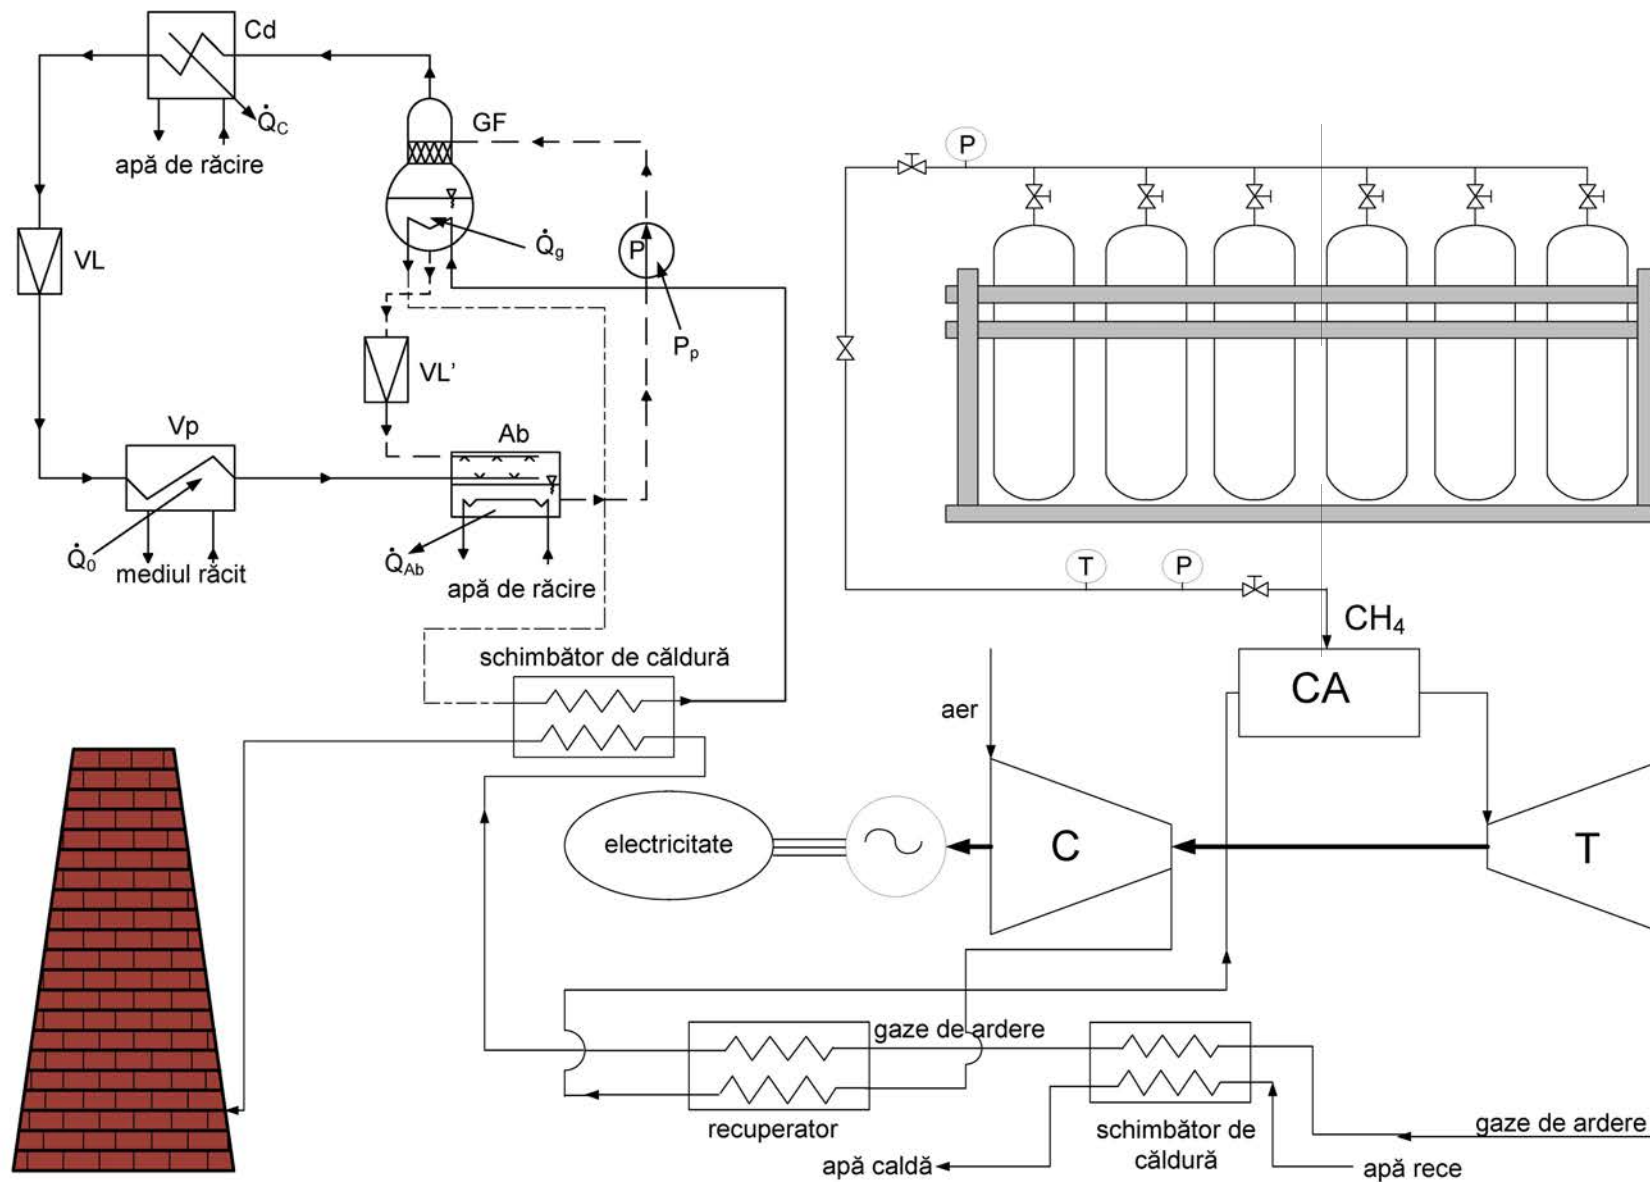 Cd
Q̇C
apă de răcire
GF
Q̇g
P
Pp
VL
VL’
Vp
Ab
Q̇0
mediul răcit
Q̇Ab
apă de răcire
P
T
P
CH4
schimbător de căldură
CA
aer
electricitate
C
T
gaze de ardere
recuperator
schimbător de
căldură
gaze de ardere
apă caldă
apă rece